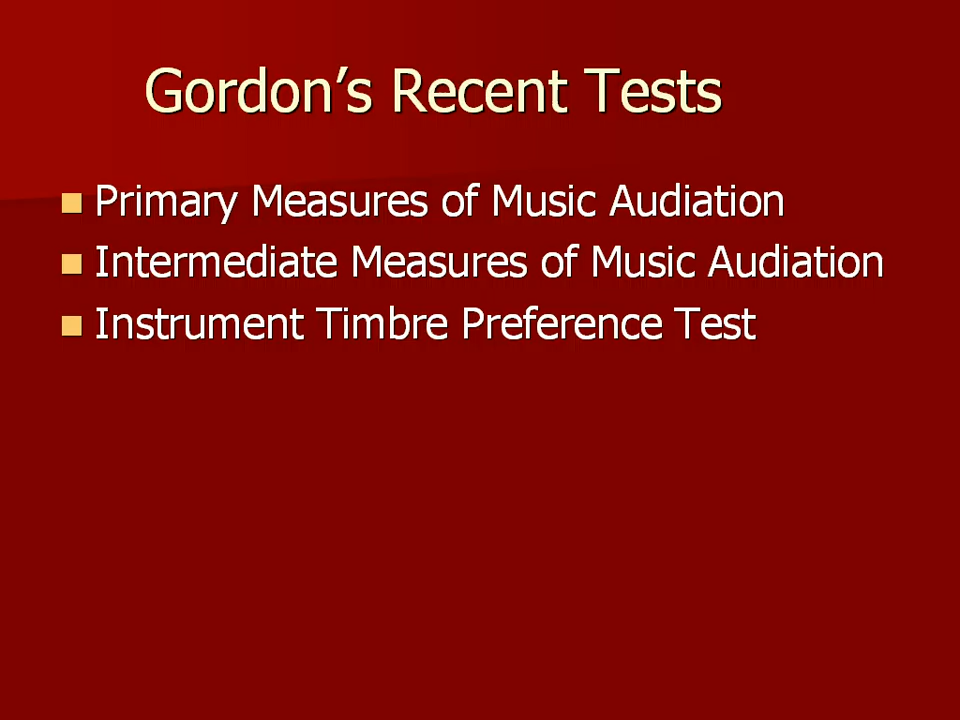 Gordon’s Recent Tests
Primary Measures of Music Audiation
Intermediate Measures of Music Audiation
Instrument Timbre Preference Test